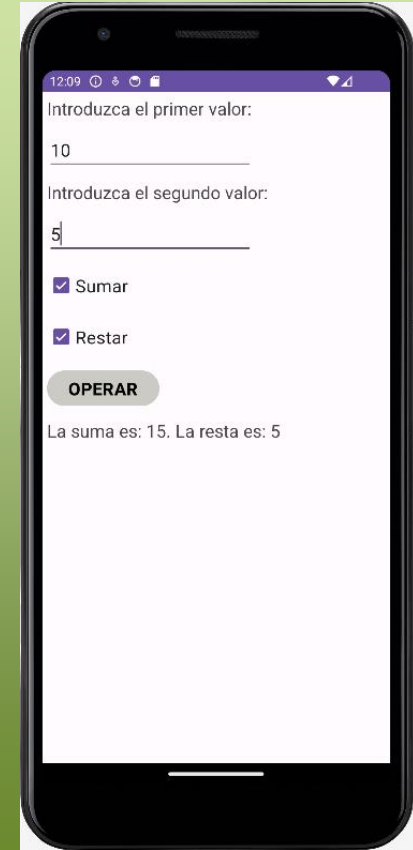 12:09
Introduzca el primer valor:
10
Introduzca el segundo valor:
5
Sumar
Restar
OPERAR
La suma es: 15. La resta es: 5